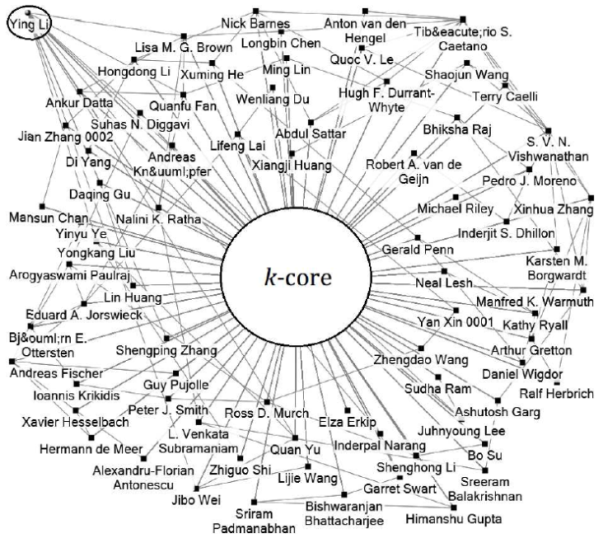 Ying Li
Nick Barnes
Anton van den
Hengel
Tib&eacute;rio S.
Caetano
Lisa M. G. Brown
Longbin Chen
Quoc V. Le
Hongdong Li
Xuming He
Ming Lin
Shaojun Wang
Ankur Datta
Quanfu Fan
Wenliang Du
Hugh F. Durrant-
Whyte
Terry Caelli
Suhas N. Diggavi
Jian Zhang 0002
Lifeng Lai
Abdul Sattar
Bhiksha Raj
S. V. N.
Vishwanathan
Di Yang
Andreas
Kn&uuml;pfer
Xiangji Huang
Robert A. van de
Geijn
Pedro J. Moreno
Daqing Gu
Mansun Chan
Nalini K. Ratha
Michael Riley
Xinhua Zhang
Yinyu Ye
Inderjit S. Dhillon
Yongkang Liu
Gerald Penn
Karsten M.
Borgwardt
Arogyaswami Paulraj
k-core
Neal Lesh
Lin Huang
Manfred K. Warmuth
Eduard A. Jorswieck
Yan Xin 0001
Kathy Ryall
Bj&ouml;rn E.
Ottersten
Shengping Zhang
Zhengdao Wang
Arthur Gretton
Andreas Fischer
Guy Pujolle
Sudha Ram
Daniel Wigdor
Ioannis Krikidis
Ralf Herbrich
Xavier Hesselbach
Peter J. Smith
Ross D. Murch
Elza Erkip
Ashutosh Garg
L. Venkata
Subramaniam
Juhnyoung Lee
Hermann de Meer
Quan Yu
Inderpal Narang
Bo Su
Alexandru-Florian
Antonescu
Zhiguo Shi
Lijie Wang
Shenghong Li
Sreeram
Balakrishnan
Jibo Wei
Garret Swart
Sriram
Padmanabhan
Bishwaranjan
Bhattacharjee
Himanshu Gupta